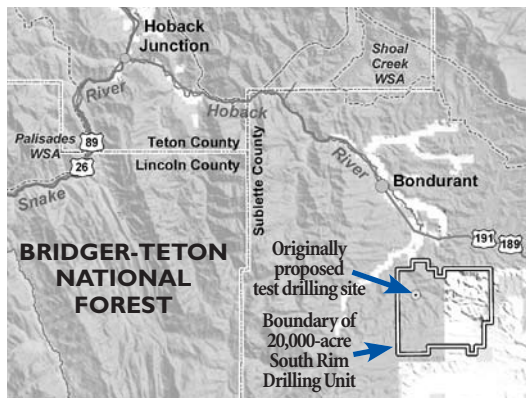 Hoback
Junction
Shoal
Creek
WSA
River
Hoback
Palisades
WSA
89
Teton County
Lincoln County
26
Snake
Sublette County
River
Bondurant
191
189
BRIDGER-TETON
NATIONAL
FOREST
Originally
proposed
test drilling site
Boundary of
20,000-acre
South Rim
Drilling Unit